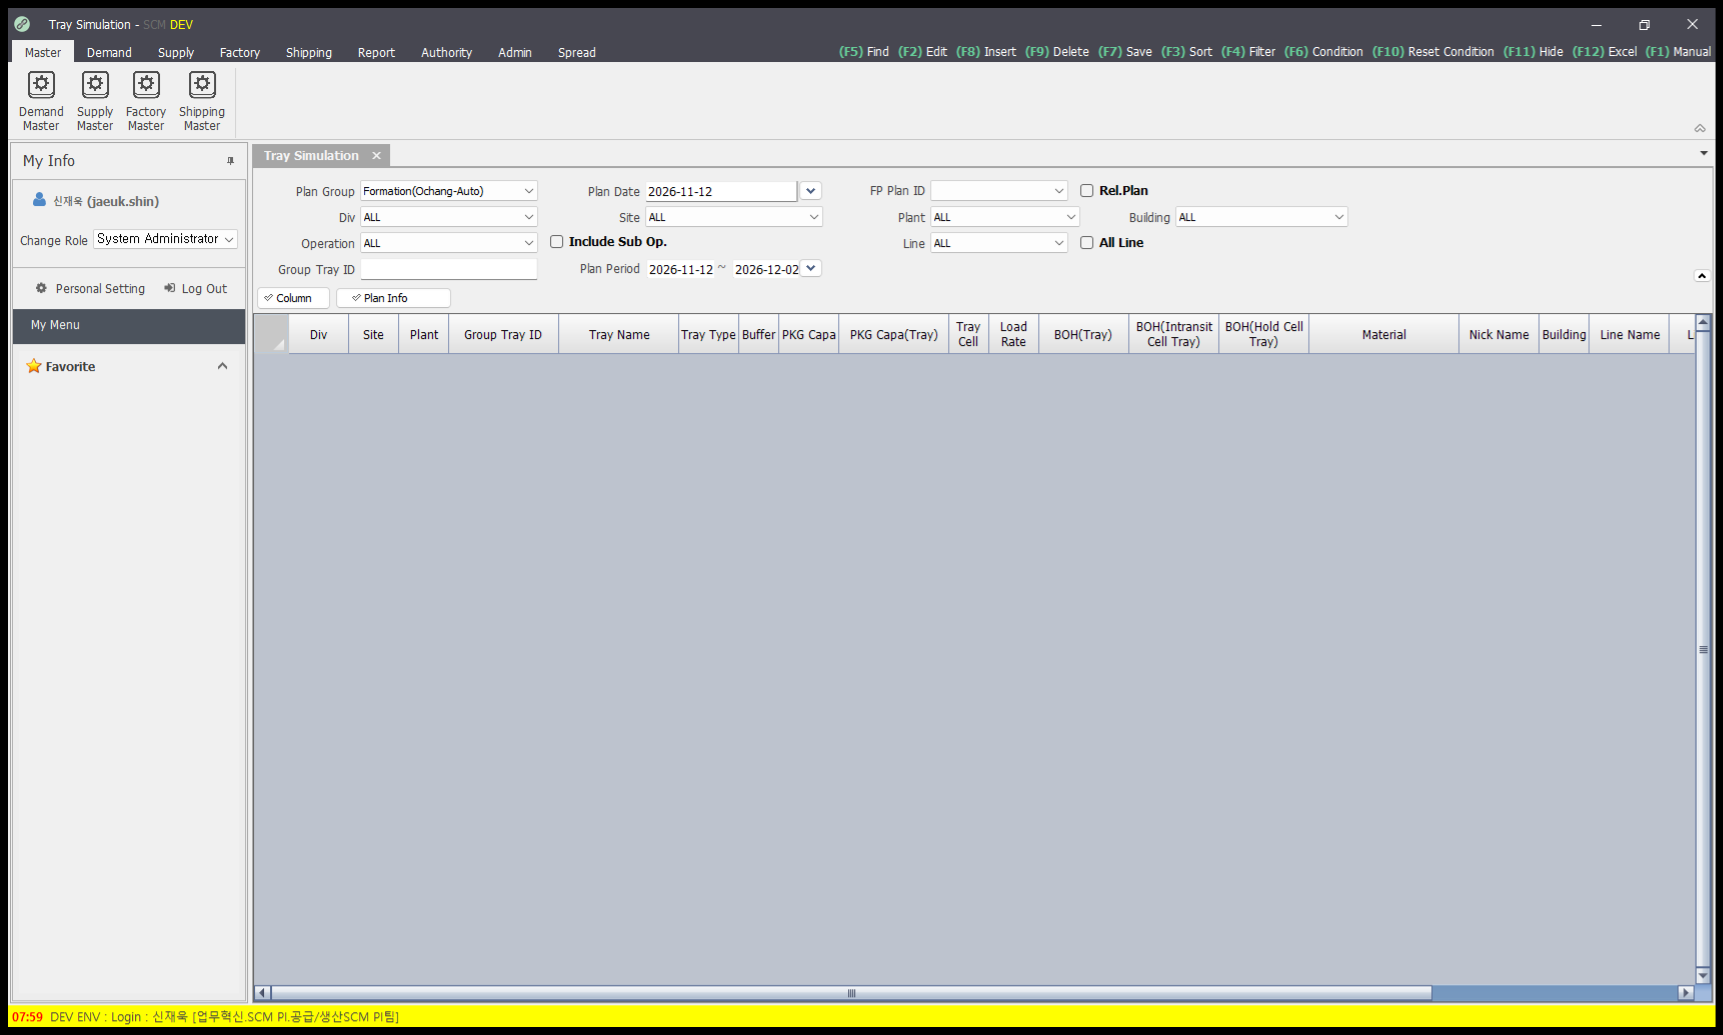 Tray Simulation - SCM DEV
Master Demand Supply Factory Shipping Report Authority Admin Spread (F5) Find (F2) Edit (F8) Insert (F9) Delete (F7) Save (F3) Sort (F4) Filter (F6) Condition (F10) Reset Condition (F11) Hide (F12) Excel (F1) Manual
Demand Master
Supply Master
Factory Master
Shipping Master
My Info
신재욱 (jaeuk.shin)
Change Role System Administrator
Personal Setting Log Out
My Menu
Favorite
Tray Simulation
Plan Group Formation(Ochang-Auto) Plan Date 2026-11-12 FP Plan ID Rel.Plan
Div ALL Site ALL Plant ALL Building ALL
Operation ALL Include Sub Op. Line ALL All Line
Group Tray ID Plan Period 2026-11-12 ~ 2026-12-02
Column Plan Info
Div Site Plant Group Tray ID Tray Name Tray Type Buffer PKG Capa PKG Capa(Tray) Tray Cell Load Rate BOH(Tray) BOH(Intransit Cell Tray) BOH(Hold Cell Tray) Material Nick Name Building Line Name L
07:59 DEV ENV : Login : 신재욱 [업무혁신.SCM PI.공급/생산SCM PI팀]